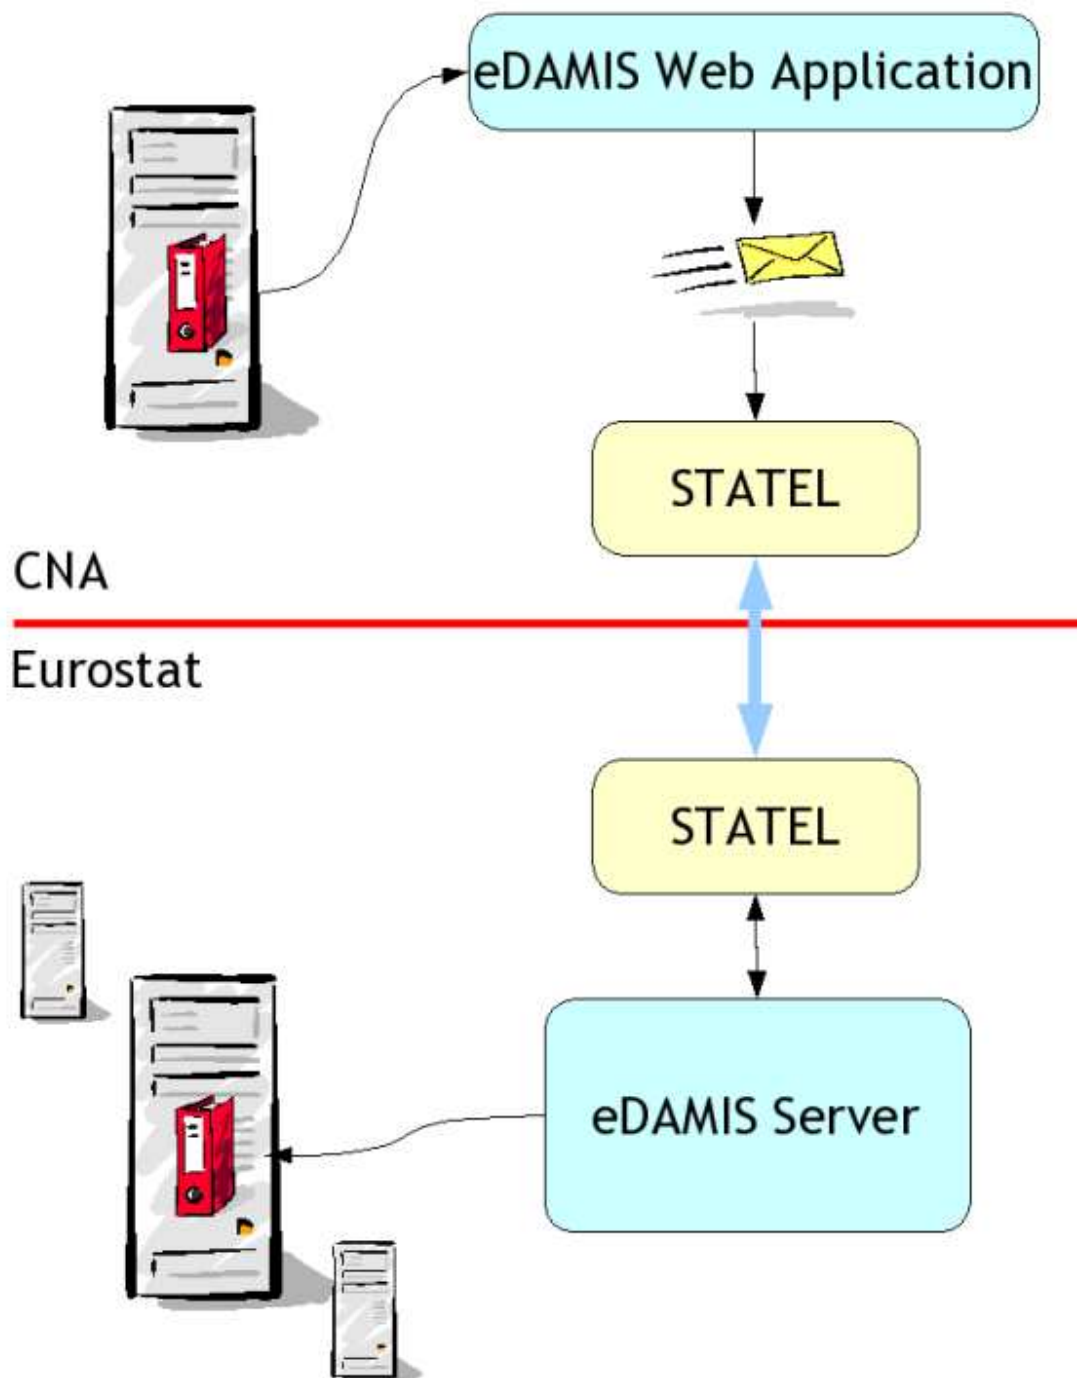 eDAMIS Web Application
STATEL
CNA
Eurostat
STATEL
eDAMIS Server